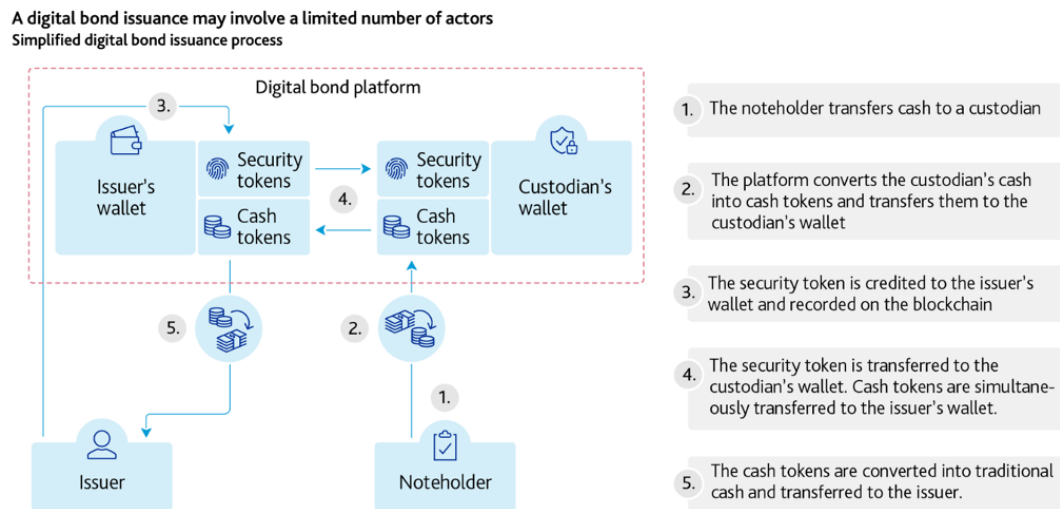 A digital bond issuance may involve a limited number of actors
Simplified digital bond issuance process
Digital bond platform
3.
Issuer's
wallet
Security
tokens
Cash
tokens
4.
Security
tokens
Cash
tokens
Custodian's
wallet
5.
2.
1.
Issuer
Noteholder
1.
The noteholder transfers cash to a custodian
2.
The platform converts the custodian's cash
into cash tokens and transfers them to the
custodian's wallet
3.
The security token is credited to the issuer's
wallet and recorded on the blockchain
4.
The security token is transferred to the
custodian's wallet. Cash tokens are simultane-
ously transferred to the issuer's wallet.
5.
The cash tokens are converted into traditional
cash and transferred to the issuer.